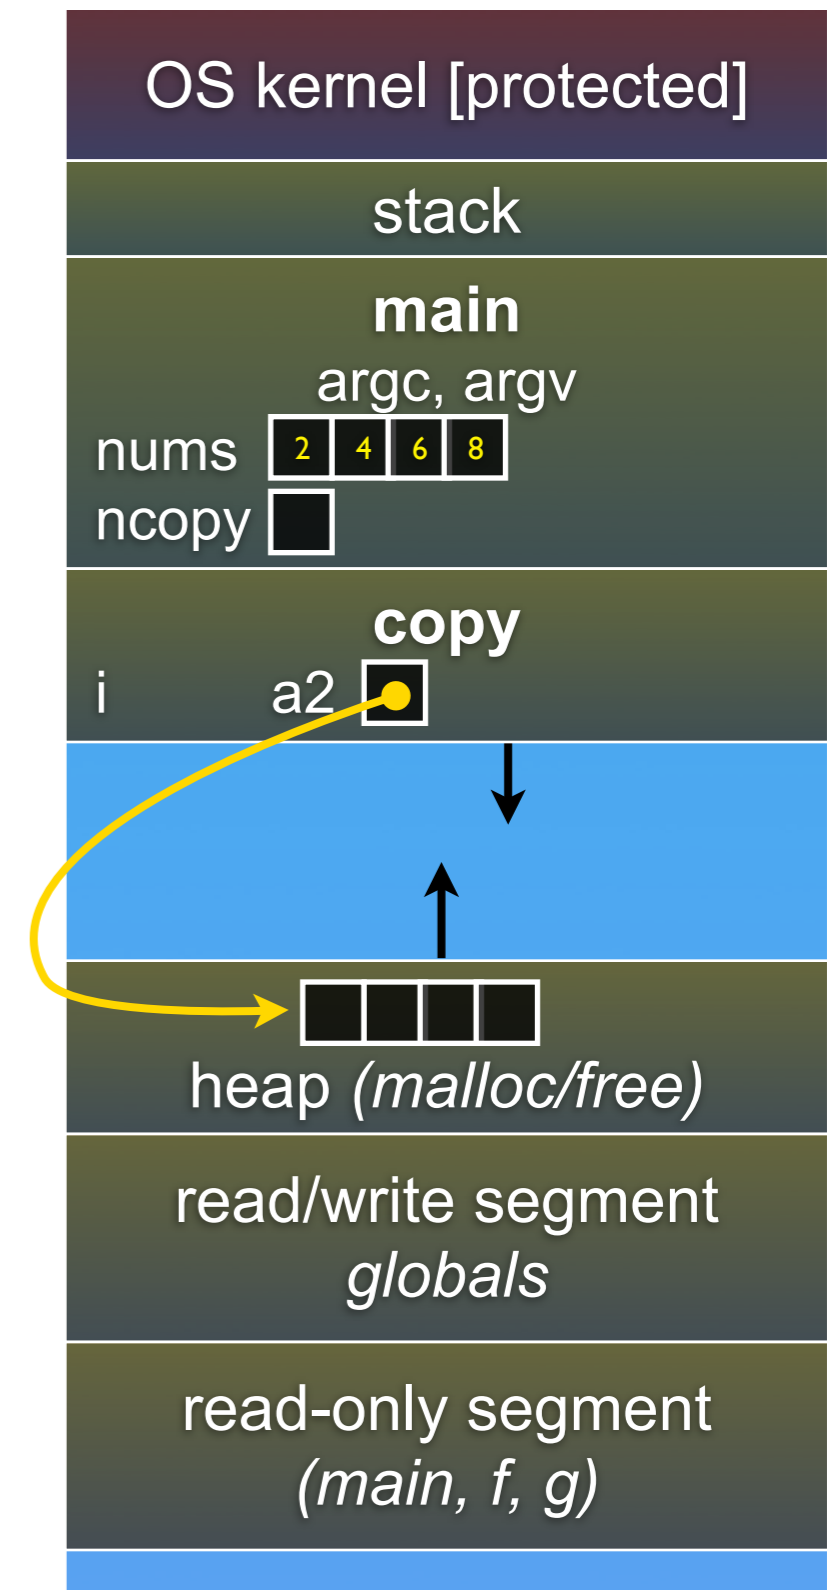 OS kernel [protected]
stack
main
argc, argv
nums 2 4 6 8
ncopy
copy
i a2
heap (malloc/free)
read/write segment
globals
read-only segment
(main, f, g)